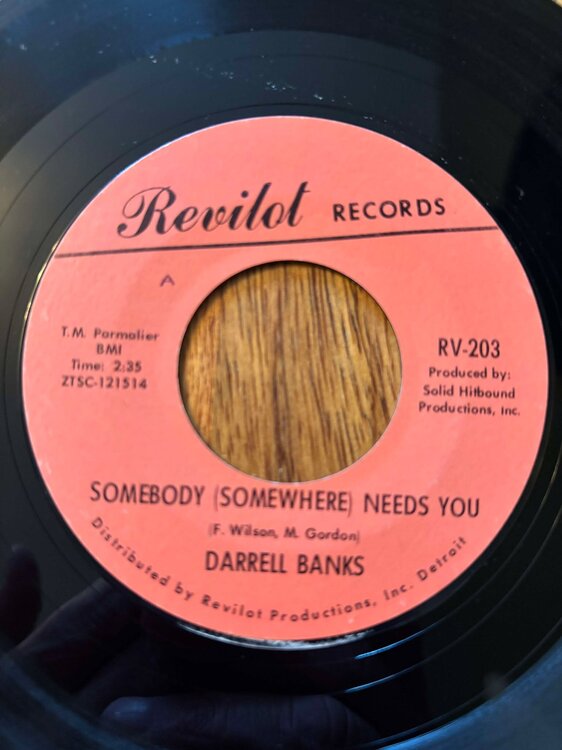 Revilot RECORDS
A
T.M. Parmalier
BMI
Time: 2:35
ZTSC-121514
RV-203
Produced by:
Solid Hitbound
Productions, Inc.
SOMEBODY (SOMEWHERE) NEEDS YOU
(F. Wilson, M. Gordon)
DARRELL BANKS
Distributed by Revilot Productions, Inc. Detroit